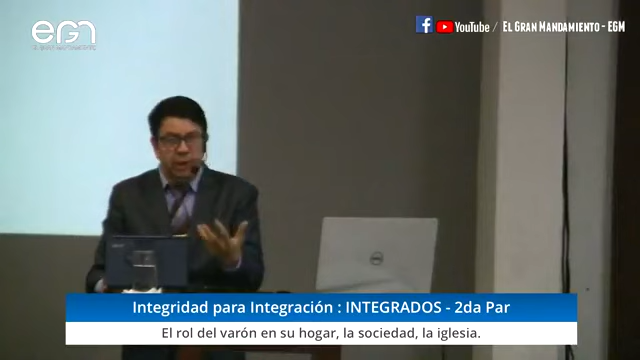 EGM
YouTube / EL GRAN MANDAMIENTO - EGM
DELL
Integridad para Integración : INTEGRADOS - 2da Par
El rol del varón en su hogar, la sociedad, la iglesia.